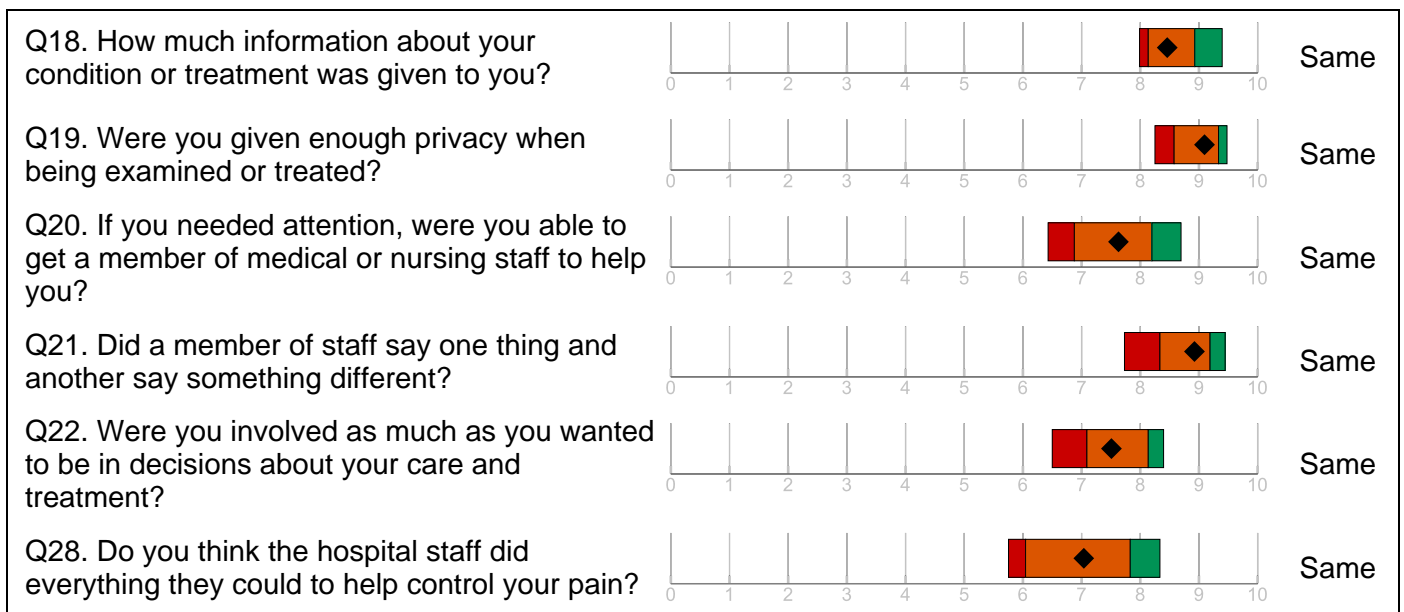 Q18. How much information about your
condition or treatment was given to you?
0 1 2 3 4 5 6 7 8 9 10
Same
Q19. Were you given enough privacy when
being examined or treated?
0 1 2 3 4 5 6 7 8 9 10
Same
Q20. If you needed attention, were you able to
get a member of medical or nursing staff to help
you?
0 1 2 3 4 5 6 7 8 9 10
Same
Q21. Did a member of staff say one thing and
another say something different?
0 1 2 3 4 5 6 7 8 9 10
Same
Q22. Were you involved as much as you wanted
to be in decisions about your care and
treatment?
0 1 2 3 4 5 6 7 8 9 10
Same
Q28. Do you think the hospital staff did
everything they could to help control your pain?
0 1 2 3 4 5 6 7 8 9 10
Same